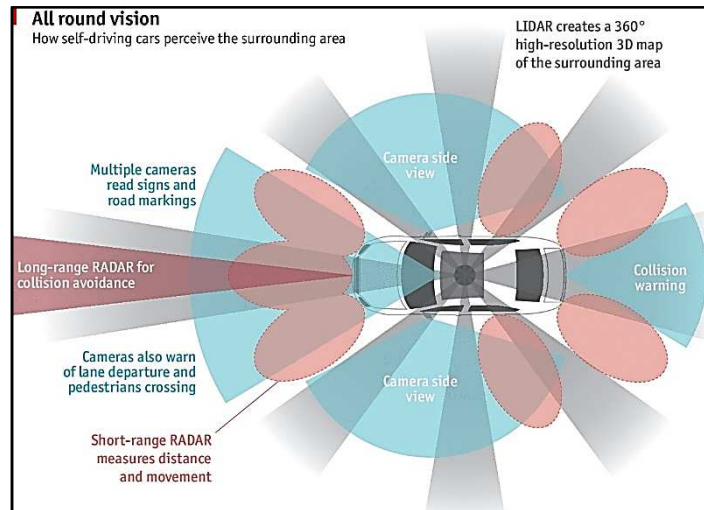 All round vision
How self-driving cars perceive the surrounding area
LIDAR creates a 360°
high-resolution 3D map
of the surrounding area
Camera side
view
Multiple cameras
read signs and
road markings
Long-range RADAR for
collision avoidance
Collision
warning
Cameras also warn
of lane departure and
pedestrians crossing
Camera side
view
Short-range RADAR
measures distance
and movement